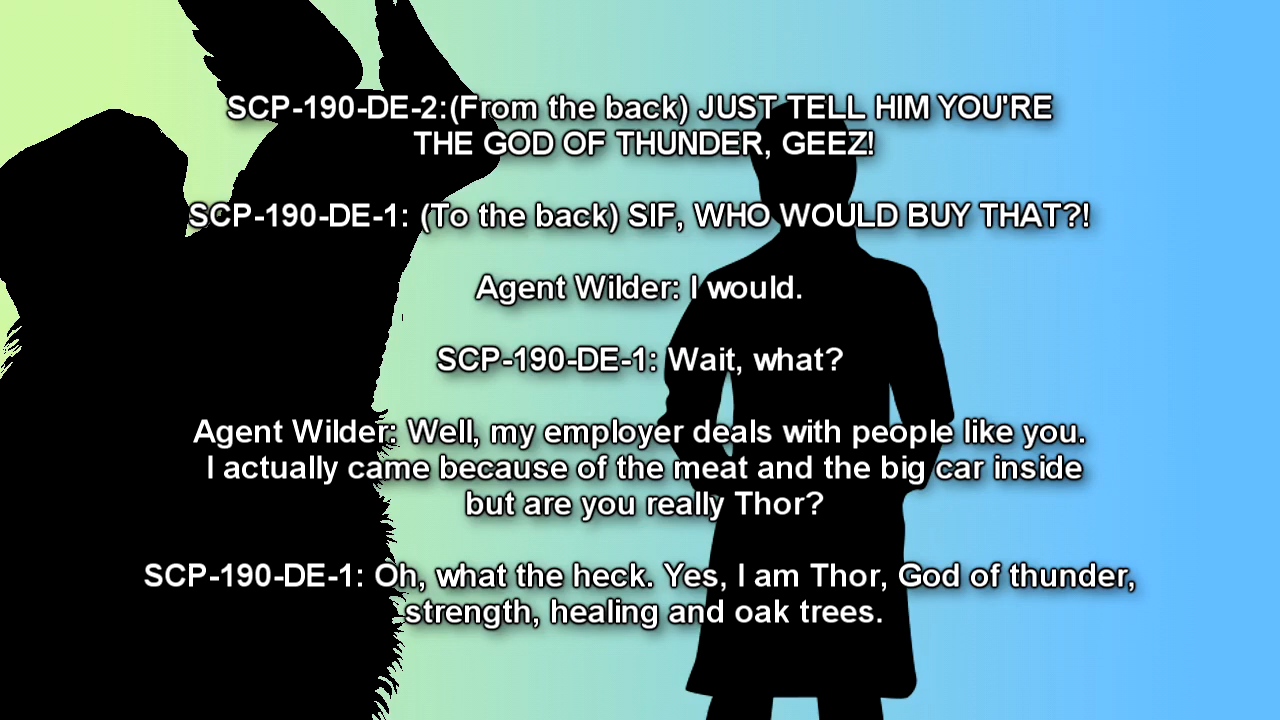 SCP-190-DE-2:(From the back) JUST TELL HIM YOU'RE
THE GOD OF THUNDER, GEEZ!
SCP-190-DE-1: (To the back) SIF, WHO WOULD BUY THAT?!
Agent Wilder: I would.
SCP-190-DE-1: Wait, what?
Agent Wilder: Well, my employer deals with people like you.
I actually came because of the meat and the big car inside
but are you really Thor?
SCP-190-DE-1: Oh, what the heck. Yes, I am Thor, God of thunder,
strength, healing and oak trees.